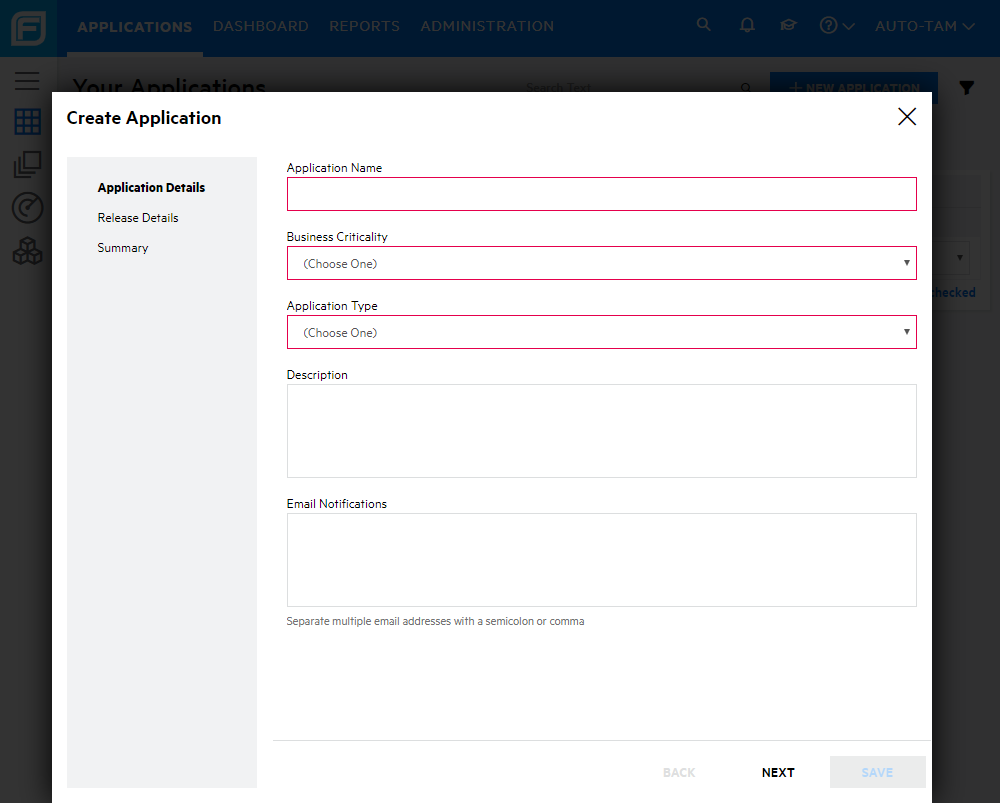 APPLICATIONS DASHBOARD REPORTS ADMINISTRATION AUTO-TAM
Your Applications Search Text + NEW APPLICATION
Create Application
Application Details
Release Details
Summary
Application Name
Business Criticality
(Choose One)
Application Type
(Choose One)
Description
Email Notifications
Separate multiple email addresses with a semicolon or comma
checked
BACK NEXT SAVE